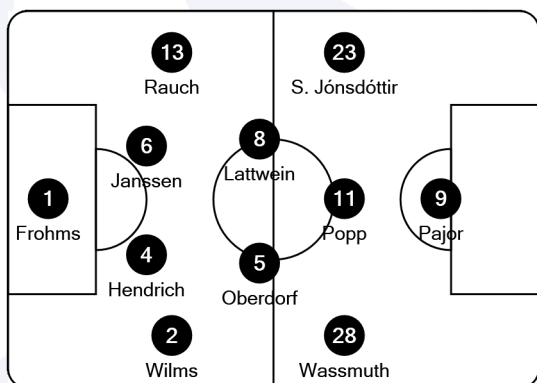 13
Rauch
23
S. Jónsdóttir
6
Janssen
8
Lattwein
1
Frohms
11
Popp
9
Pajor
4
Hendrich
5
Oberdorf
2
Wilms
28
Wassmuth